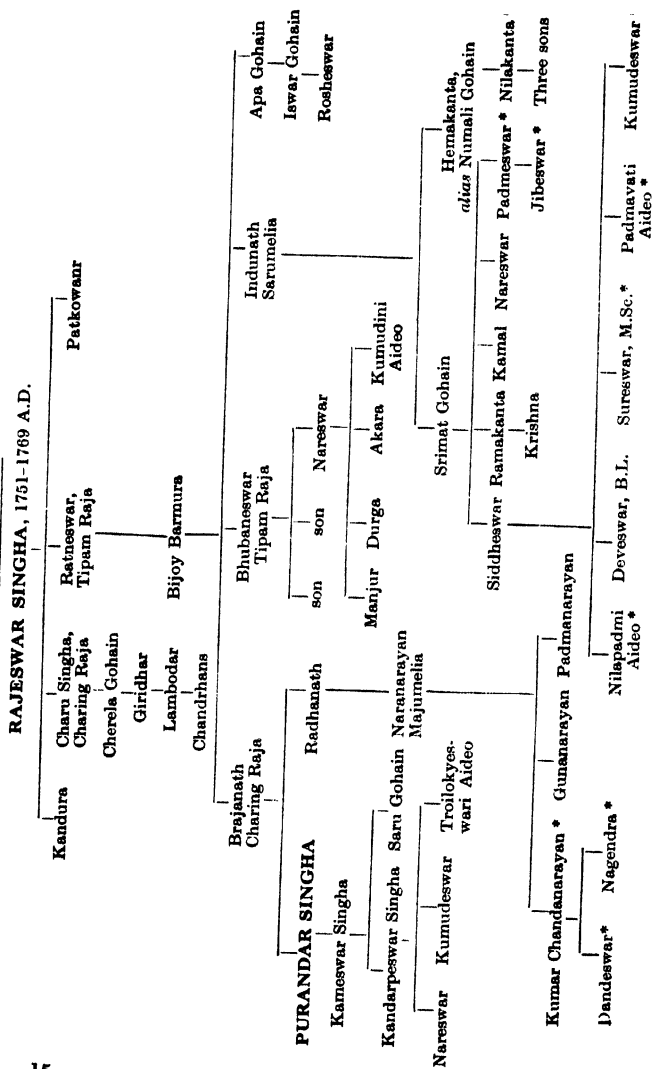 RAJESWAR SINGHA, 1751-1769 A.D.
Kandura
Charu Singha,
Charing Raja
Ratneswar,
Tipam Raja
Patkowanr
Cherela Gohain
Giridhar
Lambodar
Chandrhans
Bijoy Barmura
Brajanath
Charing Raja
Bhubaneswar
Tipam Raja
Indunath
Sarumelia
Apa Gohain
Iswar Gohain
Rosheswar
PURANDAR SINGHA
Radhanath
son
son
Nareswar
Kameswar Singha
Manjur
Durga
Akara
Kumudini
Aideo
Kandarpeswar Singha
Saru Gohain
Naranarayan
Majumelia
Srimat Gohain
Hemakanta,
alias Numali Gohain
Nareswar
Kumudeswar
Troilokyes-
wari Aideo
Siddheswar
Ramakanta
Kamal
Nareswar
Padmeswar *
Nilakanta
Krishna
Jibeswar *
Three sons
Kumar Chandanarayan *
Gunanarayan
Padmanarayan
Dandeswar*
Nagendra *
Nilapadmi
Aideo *
Deveswar, B.L.
Sureswar, M.Sc.*
Padmavati
Aideo *
Kumudeswar